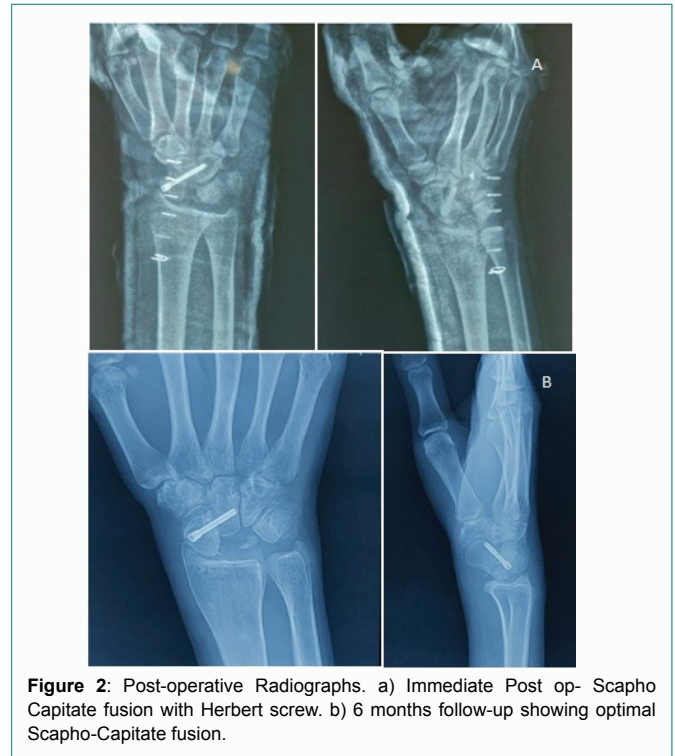 A
B
Figure 2: Post-operative Radiographs. a) Immediate Post op- Scapho
Capitate fusion with Herbert screw. b) 6 months follow-up showing optimal
Scapho-Capitate fusion.